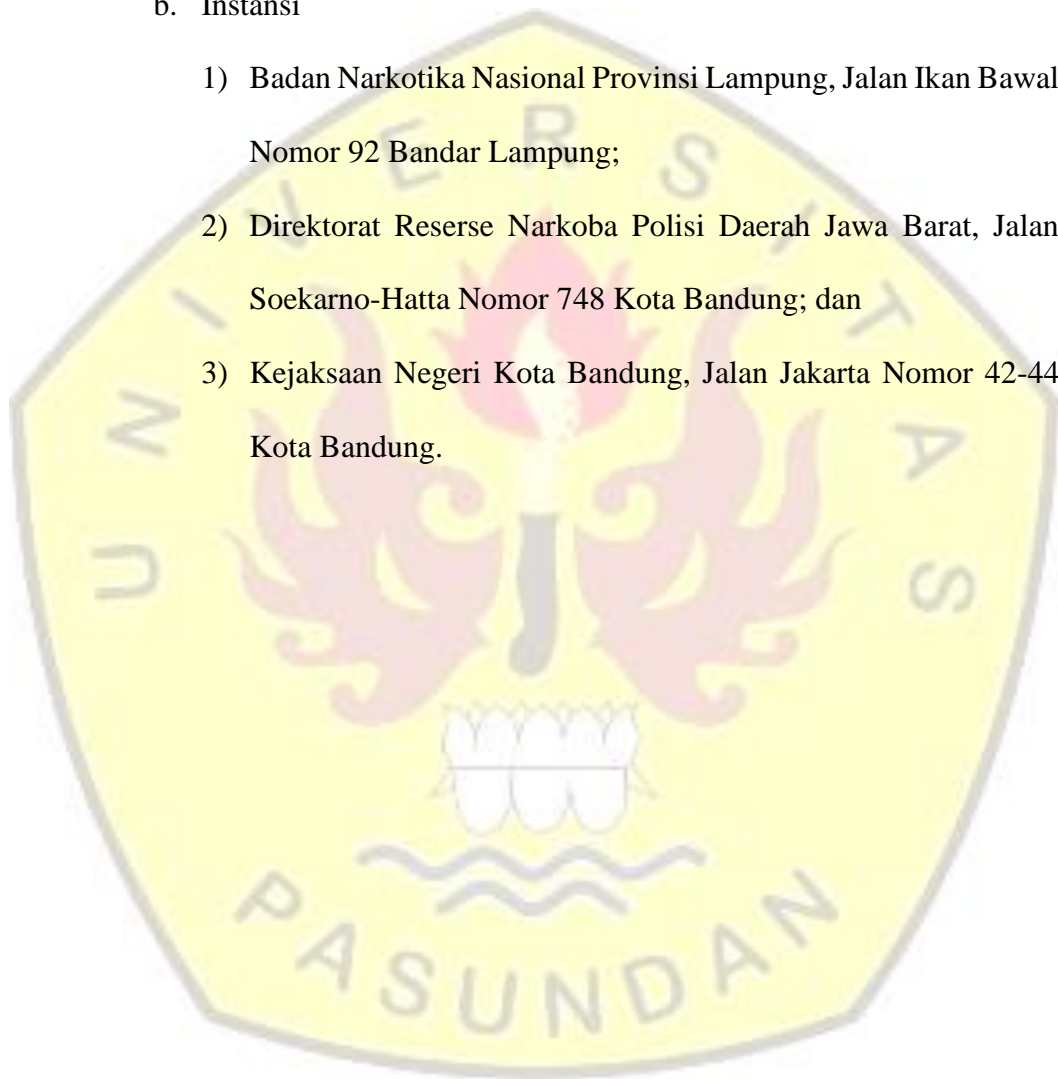 b. Instansi
1) Badan Narkotika Nasional Provinsi Lampung, Jalan Ikan Bawal
Nomor 92 Bandar Lampung;
2) Direktorat Reserse Narkoba Polisi Daerah Jawa Barat, Jalan
Soekarno-Hatta Nomor 748 Kota Bandung; dan
3) Kejaksaan Negeri Kota Bandung, Jalan Jakarta Nomor 42-44
Kota Bandung.
UNIVERSITAS
PASUNDAN